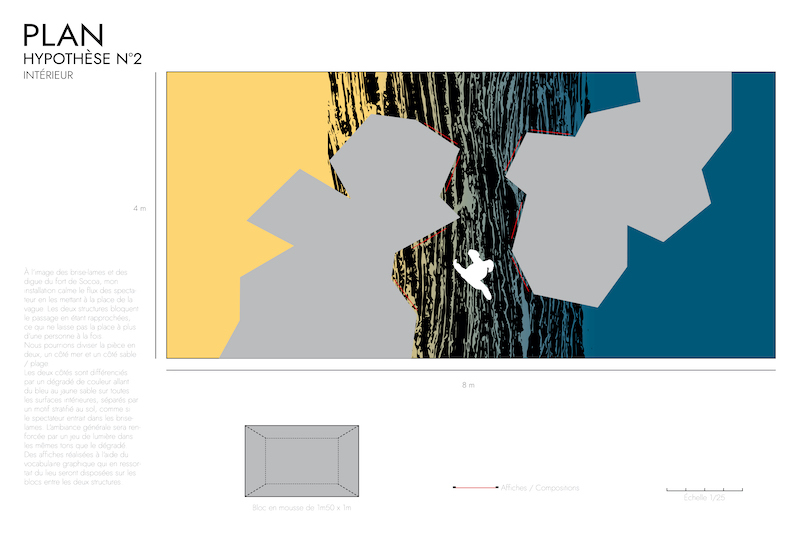 PLAN
HYPOTHÈSE N°2
INTÉRIEUR
4 m
À l'image des brise-lames et des
digue du fort de Socoa, mon
installation calme le flux des specta-
teur en les mettant à la place de la
vague. Les deux structures bloquent
le passage en étant rapprochées,
ce qui ne laisse pas la place à plus
d'une personne à la fois.
Nous pourrions diviser la pièce en
deux, un côté mer et un côté sable
/ plage
Les deux côtés sont différenciés
par un dégradé de couleur allant
du bleu au jaune sable sur toutes
les surfaces intérieures, séparés par
un motif stratifié au sol, comme si
le spectateur entrait dans les brise-
lames. L'ambiance générale sera ren-
forcée par un jeu de lumière dans
les mêmes tons que le dégradé.
Des affiches réalisées à l'aide du
vocabulaire graphique qui en ressor-
tait du lieu seront disposées sur les
blocs entre les deux structures.
8 m
Bloc en mousse de 1m50 x 1m
Affiches / Compositions
Échelle 1/25